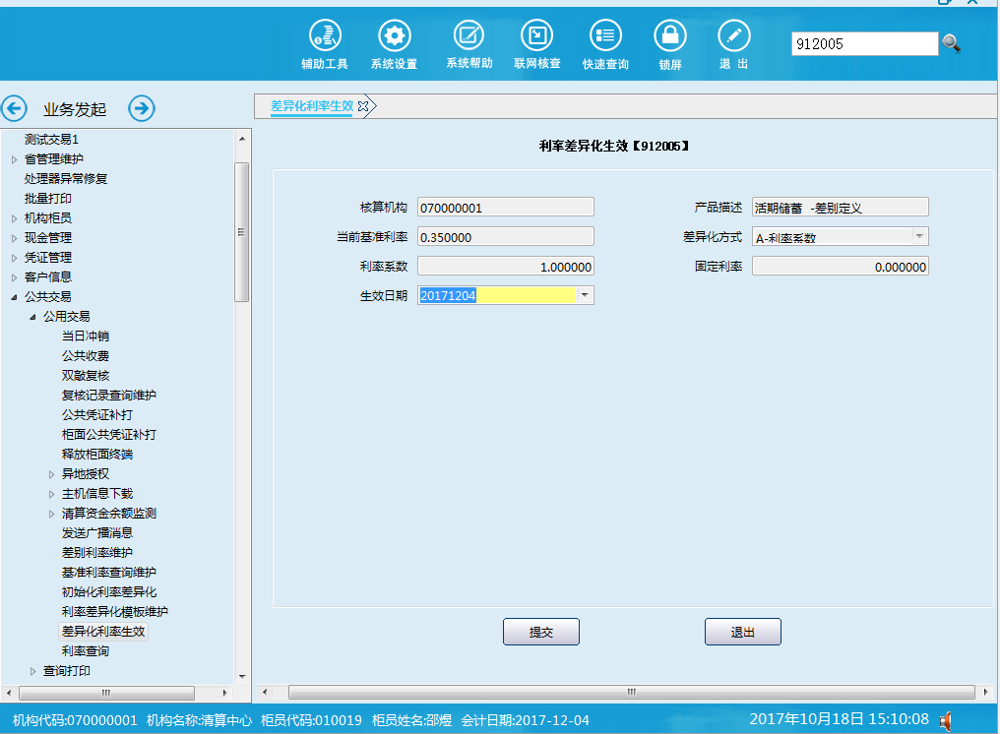 辅助工具 系统设置 系统帮助 联网核查 快速查询 锁屏 退 出 912005
业务发起
差异化利率生效
测试交易1
省管理维护
处理器异常修复
批量打印
机构柜员
现金管理
凭证管理
客户信息
公共交易
公用交易
当日冲销
公共收费
双敲复核
复核记录查询维护
公共凭证补打
柜面公共凭证补打
释放柜面终端
异地授权
主机信息下载
清算资金余额监测
发送广播消息
差别利率维护
基准利率查询维护
初始化利率差异化
利率差异化模板维护
差异化利率生效
利率查询
查询打印
利率差异化生效【912005】
核算机构 070000001 产品描述 活期储蓄 -差别定义
当前基准利率 0.350000 差异化方式 A-利率系数
利率系数 1.000000 固定利率 0.000000
生效日期 20171204
提交 退出
机构代码:070000001 机构名称:清算中心 柜员代码:010019 柜员姓名:邵煜 会计日期:2017-12-04 2017年10月18日 15:10:08